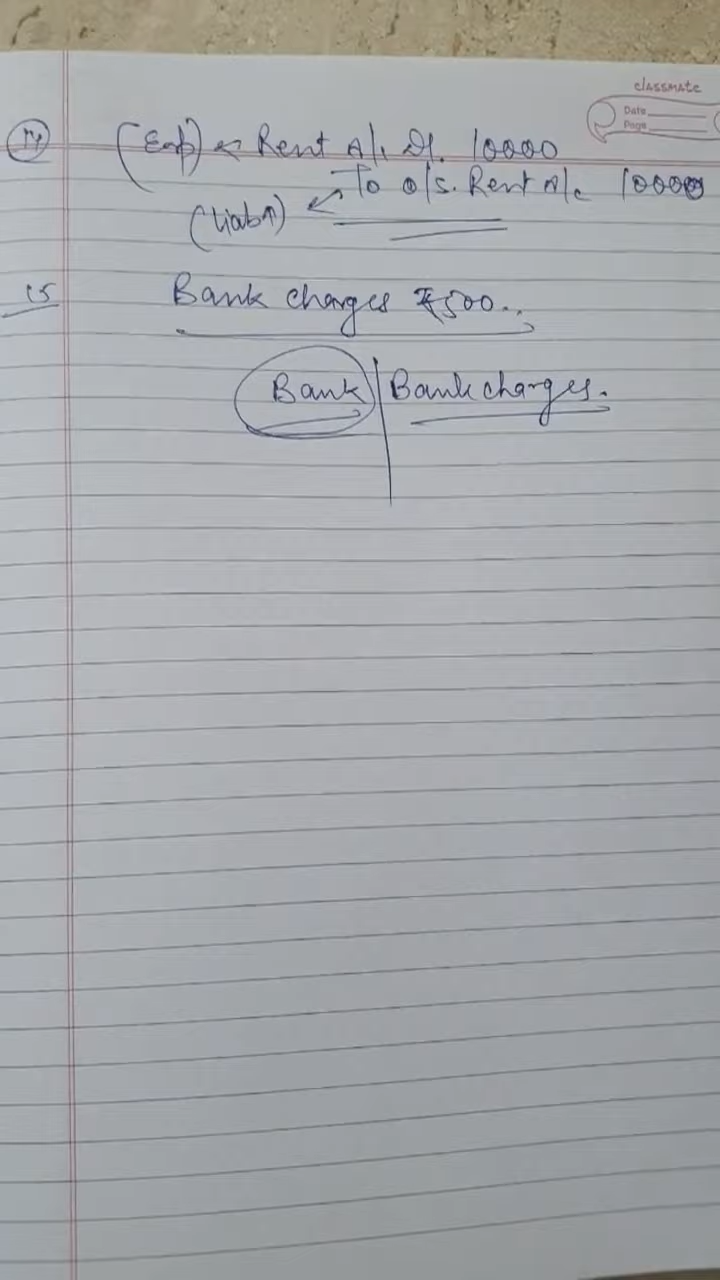 classmate
Date
Page
14 (Exp) ← Rent A/c Dr. 10000
To o/s. Rent A/c 10000
(Liab↑) ←
15 Bank charges ₹500..
Bank | Bank charges.